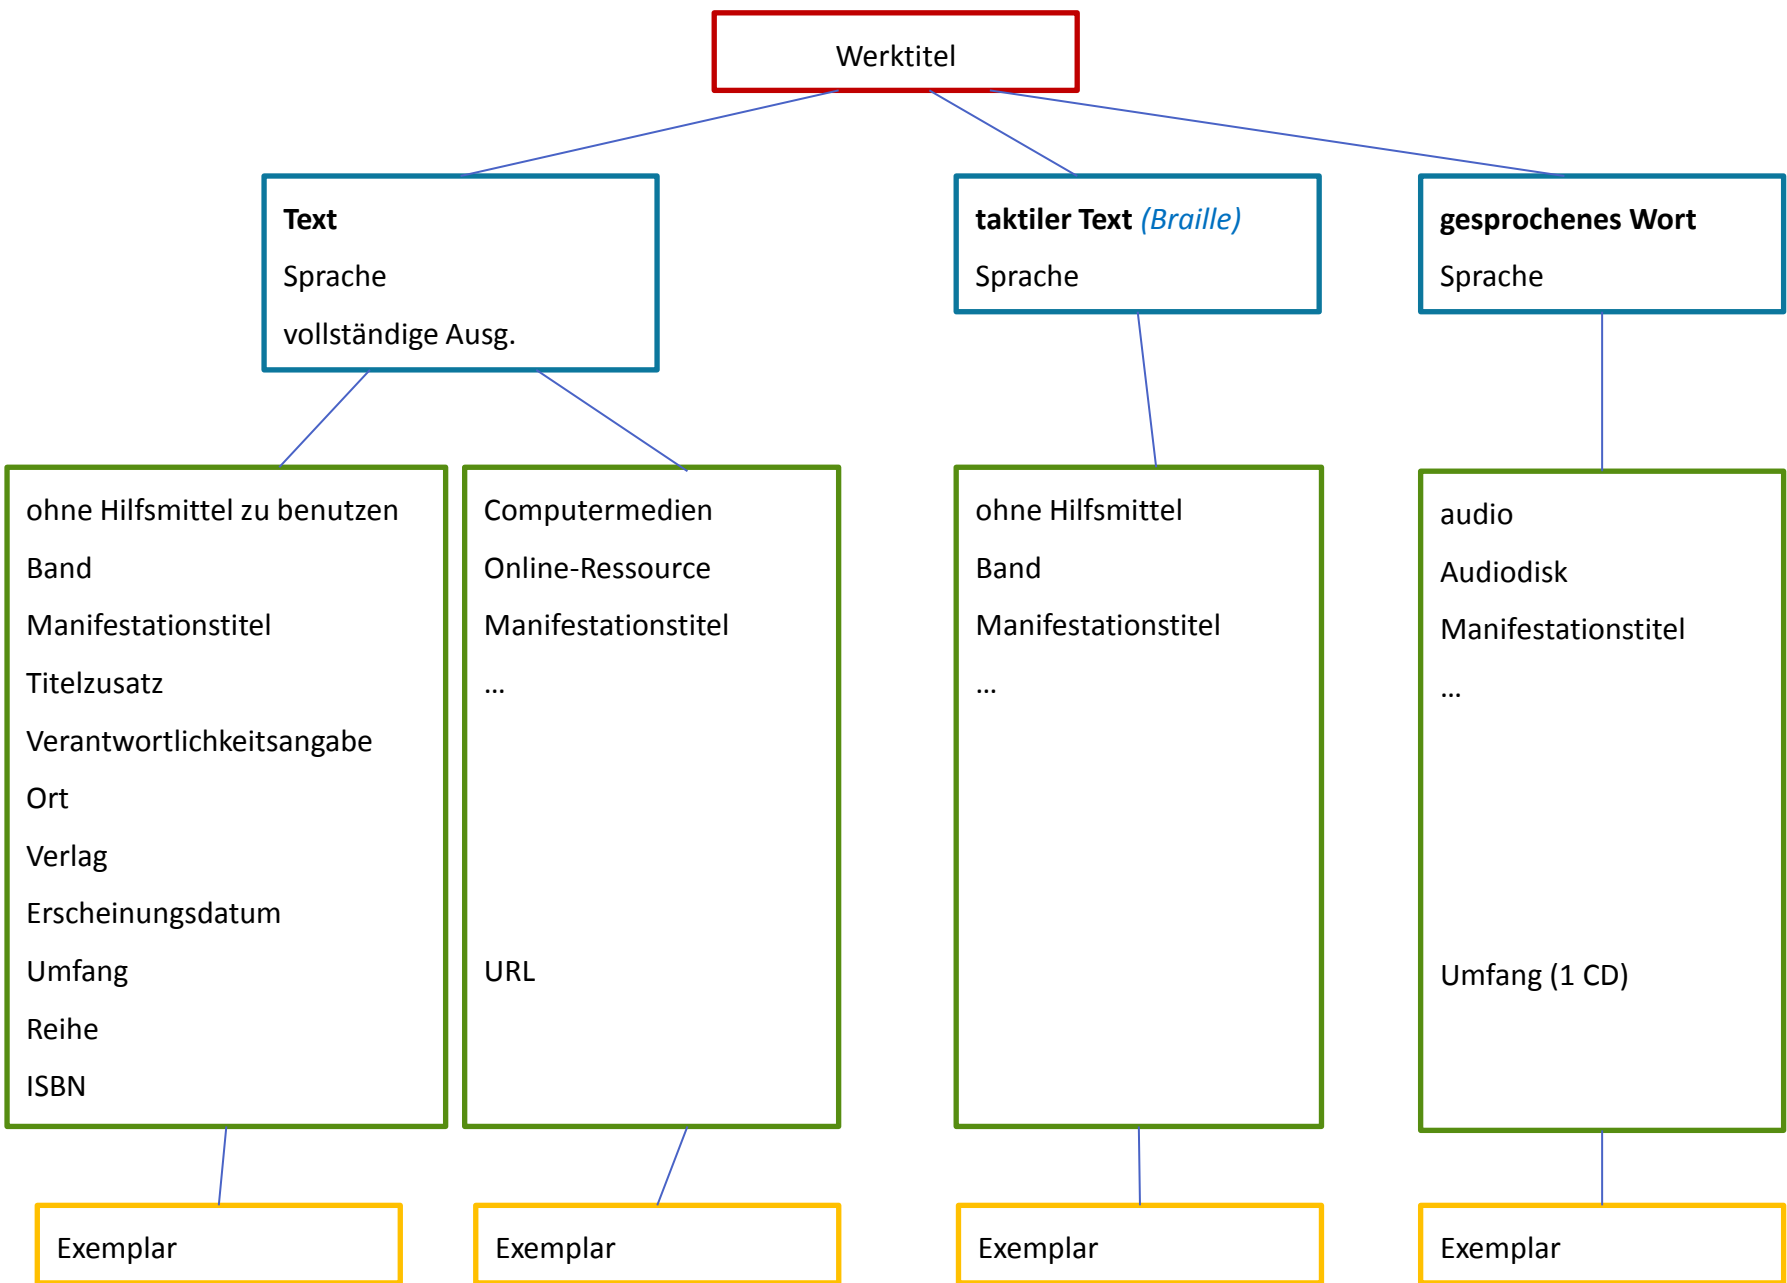 Werktitel
Text
Sprache
vollständige Ausg.
taktiler Text (Braille)
Sprache
gesprochenes Wort
Sprache
ohne Hilfsmittel zu benutzen
Band
Manifestationstitel
Titelzusatz
Verantwortlichkeitsangabe
Ort
Verlag
Erscheinungsdatum
Umfang
Reihe
ISBN
Computermedien
Online-Ressource
Manifestationstitel
...
URL
ohne Hilfsmittel
Band
Manifestationstitel
...
audio
Audiodisk
Manifestationstitel
...
Umfang (1 CD)
Exemplar
Exemplar
Exemplar
Exemplar